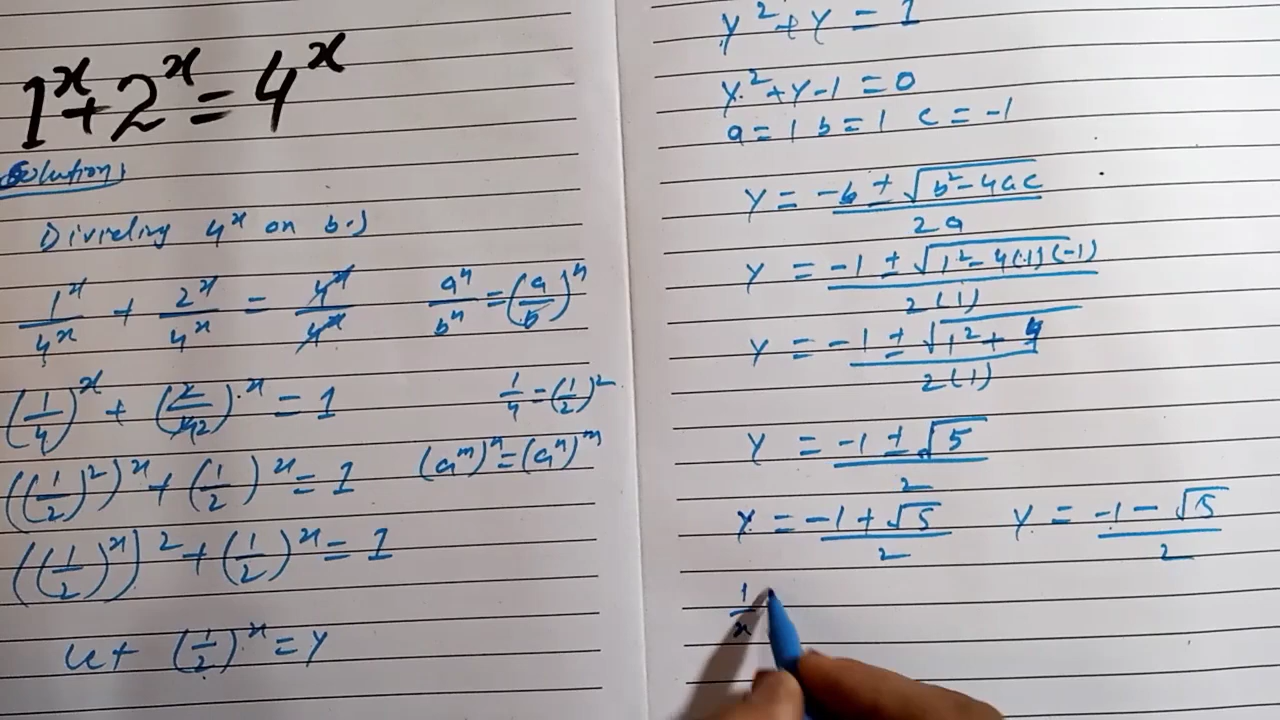 1^x + 2^x = 4^x
Solution:
Dividing 4^x on b.s
1^x/4^x + 2^x/4^x = 4^x/4^x   a^n/b^n = (a/b)^n
(1/4)^x + (2/42)^x = 1   1/4 = (1/2)^2
((1/2)^2)^x + (1/2)^x = 1   (a^m)^n = (a^n)^m
((1/2)^x)^2 + (1/2)^x = 1
Let (1/2)^x = y
y^2 + y = 1
y^2 + y - 1 = 0
a = 1 b = 1 c = -1
y = -b ± √(b^2 - 4ac)/2a
y = -1 ± √(1^2 - 4(1)(-1))/2(1)
y = -1 ± √(1^2 + 4)/2(1)
y = -1 ± √5/2
y = -1 + √5/2   y = -1 - √5/2
1/x